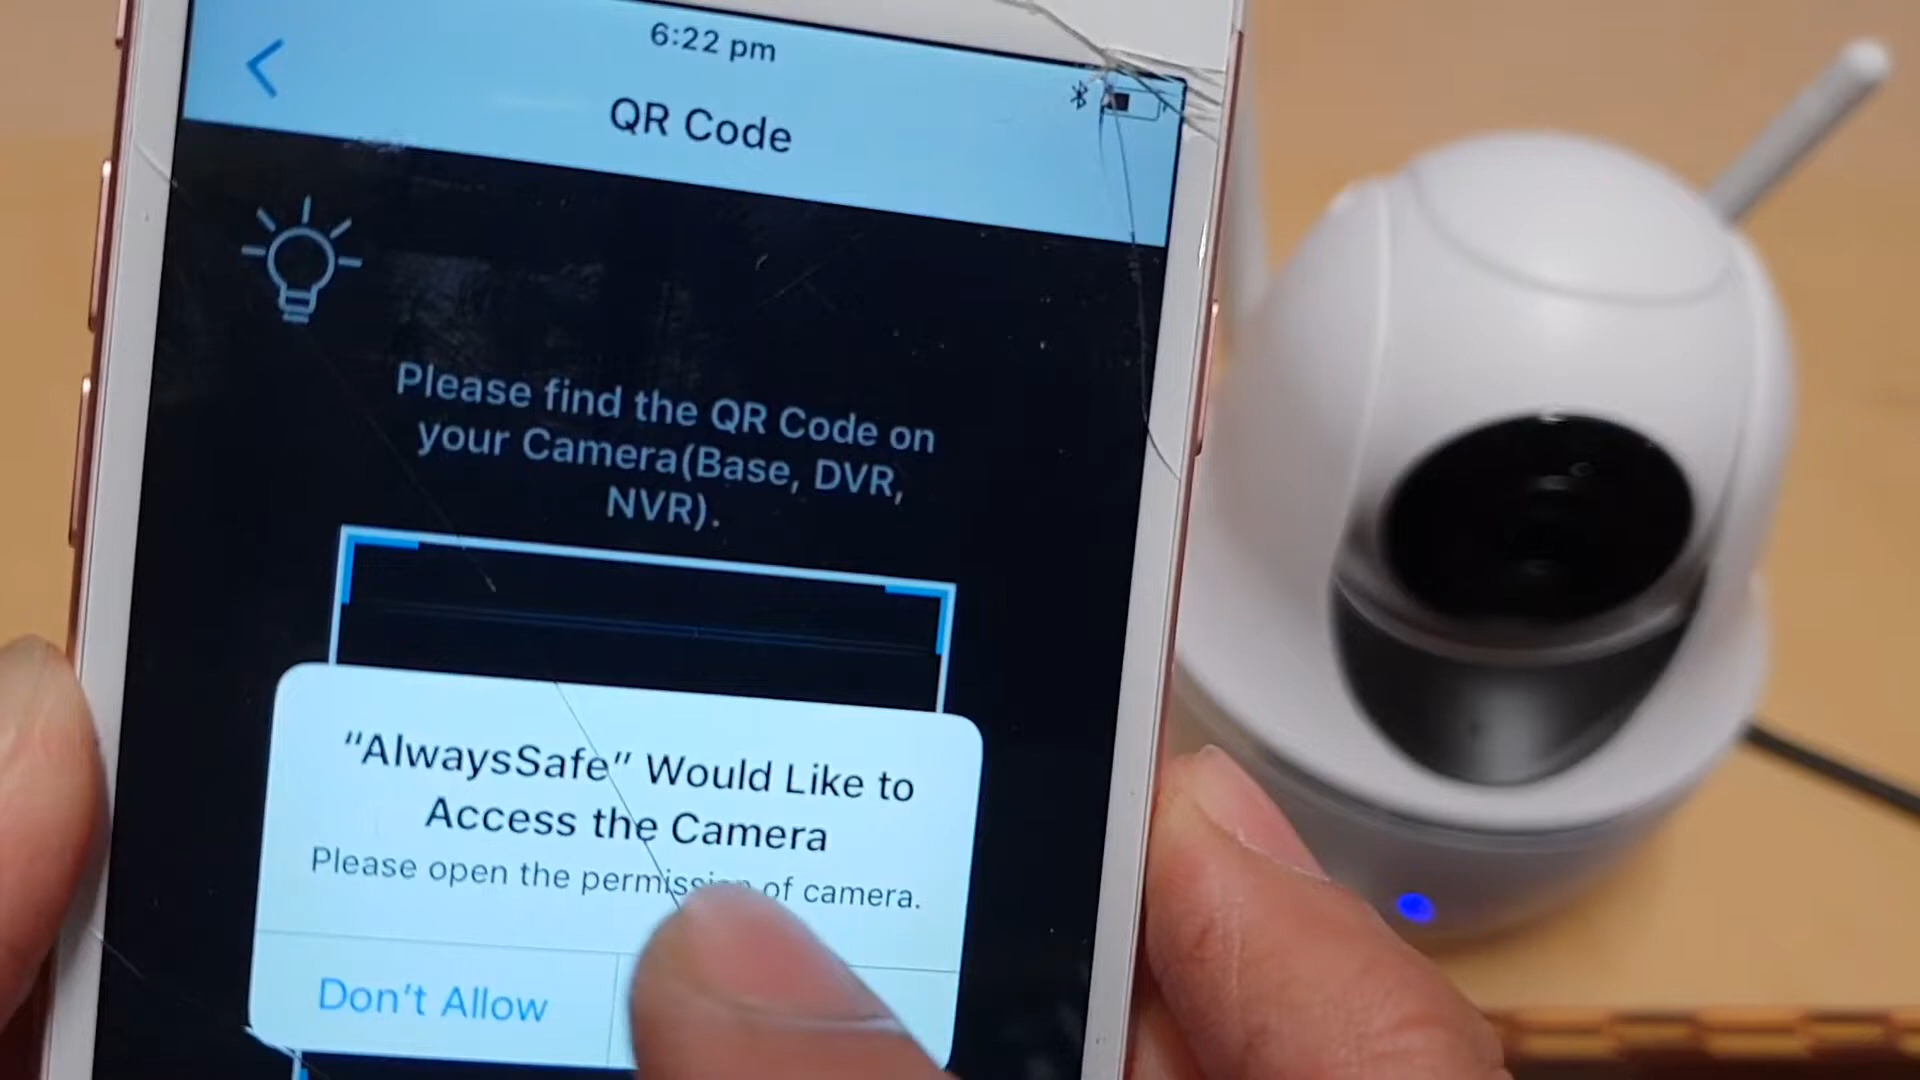 6:22 pm
QR Code
Please find the QR Code on
your Camera(Base, DVR,
NVR).
“AlwaysSafe” Would Like to
Access the Camera
Please open the permission of camera.
Don’t Allow